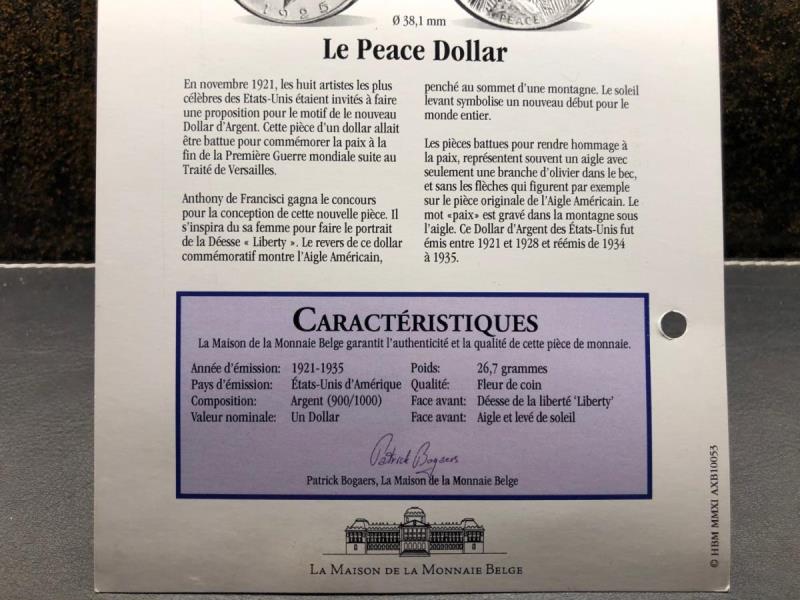 1925
PEACE
Ø 38,1 mm
Le Peace Dollar
En novembre 1921, les huit artistes les plus
célèbres des Etats-Unis étaient invités à faire
une proposition pour le motif de le nouveau
Dollar d'Argent. Cette pièce d'un dollar allait
être battue pour commémorer la paix à la
fin de la Première Guerre mondiale suite au
Traité de Versailles.
Anthony de Francisci gagna le concours
pour la conception de cette nouvelle pièce. Il
s'inspira du sa femme pour faire le portrait
de la Déesse « Liberty ». Le revers de ce dollar
commémoratif montre l'Aigle Américain,
penché au sommet d'une montagne. Le soleil
levant symbolise un nouveau début pour le
monde entier.
Les pièces battues pour rendre hommage à
la paix, représentent souvent un aigle avec
seulement une branche d'olivier dans le bec,
et sans les flèches qui figurent par exemple
sur le pièce originale de l'Aigle Américain. Le
mot «paix» est gravé dans la montagne sous
l'aigle. Ce Dollar d'Argent des États-Unis fut
émis entre 1921 et 1928 et réémis de 1934
à 1935.
CARACTÉRISTIQUES
La Maison de la Monnaie Belge garantit l'authenticité et la qualité de cette pièce de monnaie.
Année d'émission: 1921-1935 Poids: 26,7 grammes
Pays d'émission: États-Unis d'Amérique Qualité: Fleur de coin
Composition: Argent (900/1000) Face avant: Déesse de la liberté 'Liberty'
Valeur nominale: Un Dollar Face avant: Aigle et levé de soleil
Patrick Bogaers
Patrick Bogaers, La Maison de la Monnaie Belge
LA MAISON DE LA MONNAIE BELGE
© HBM MMXI AXB10053